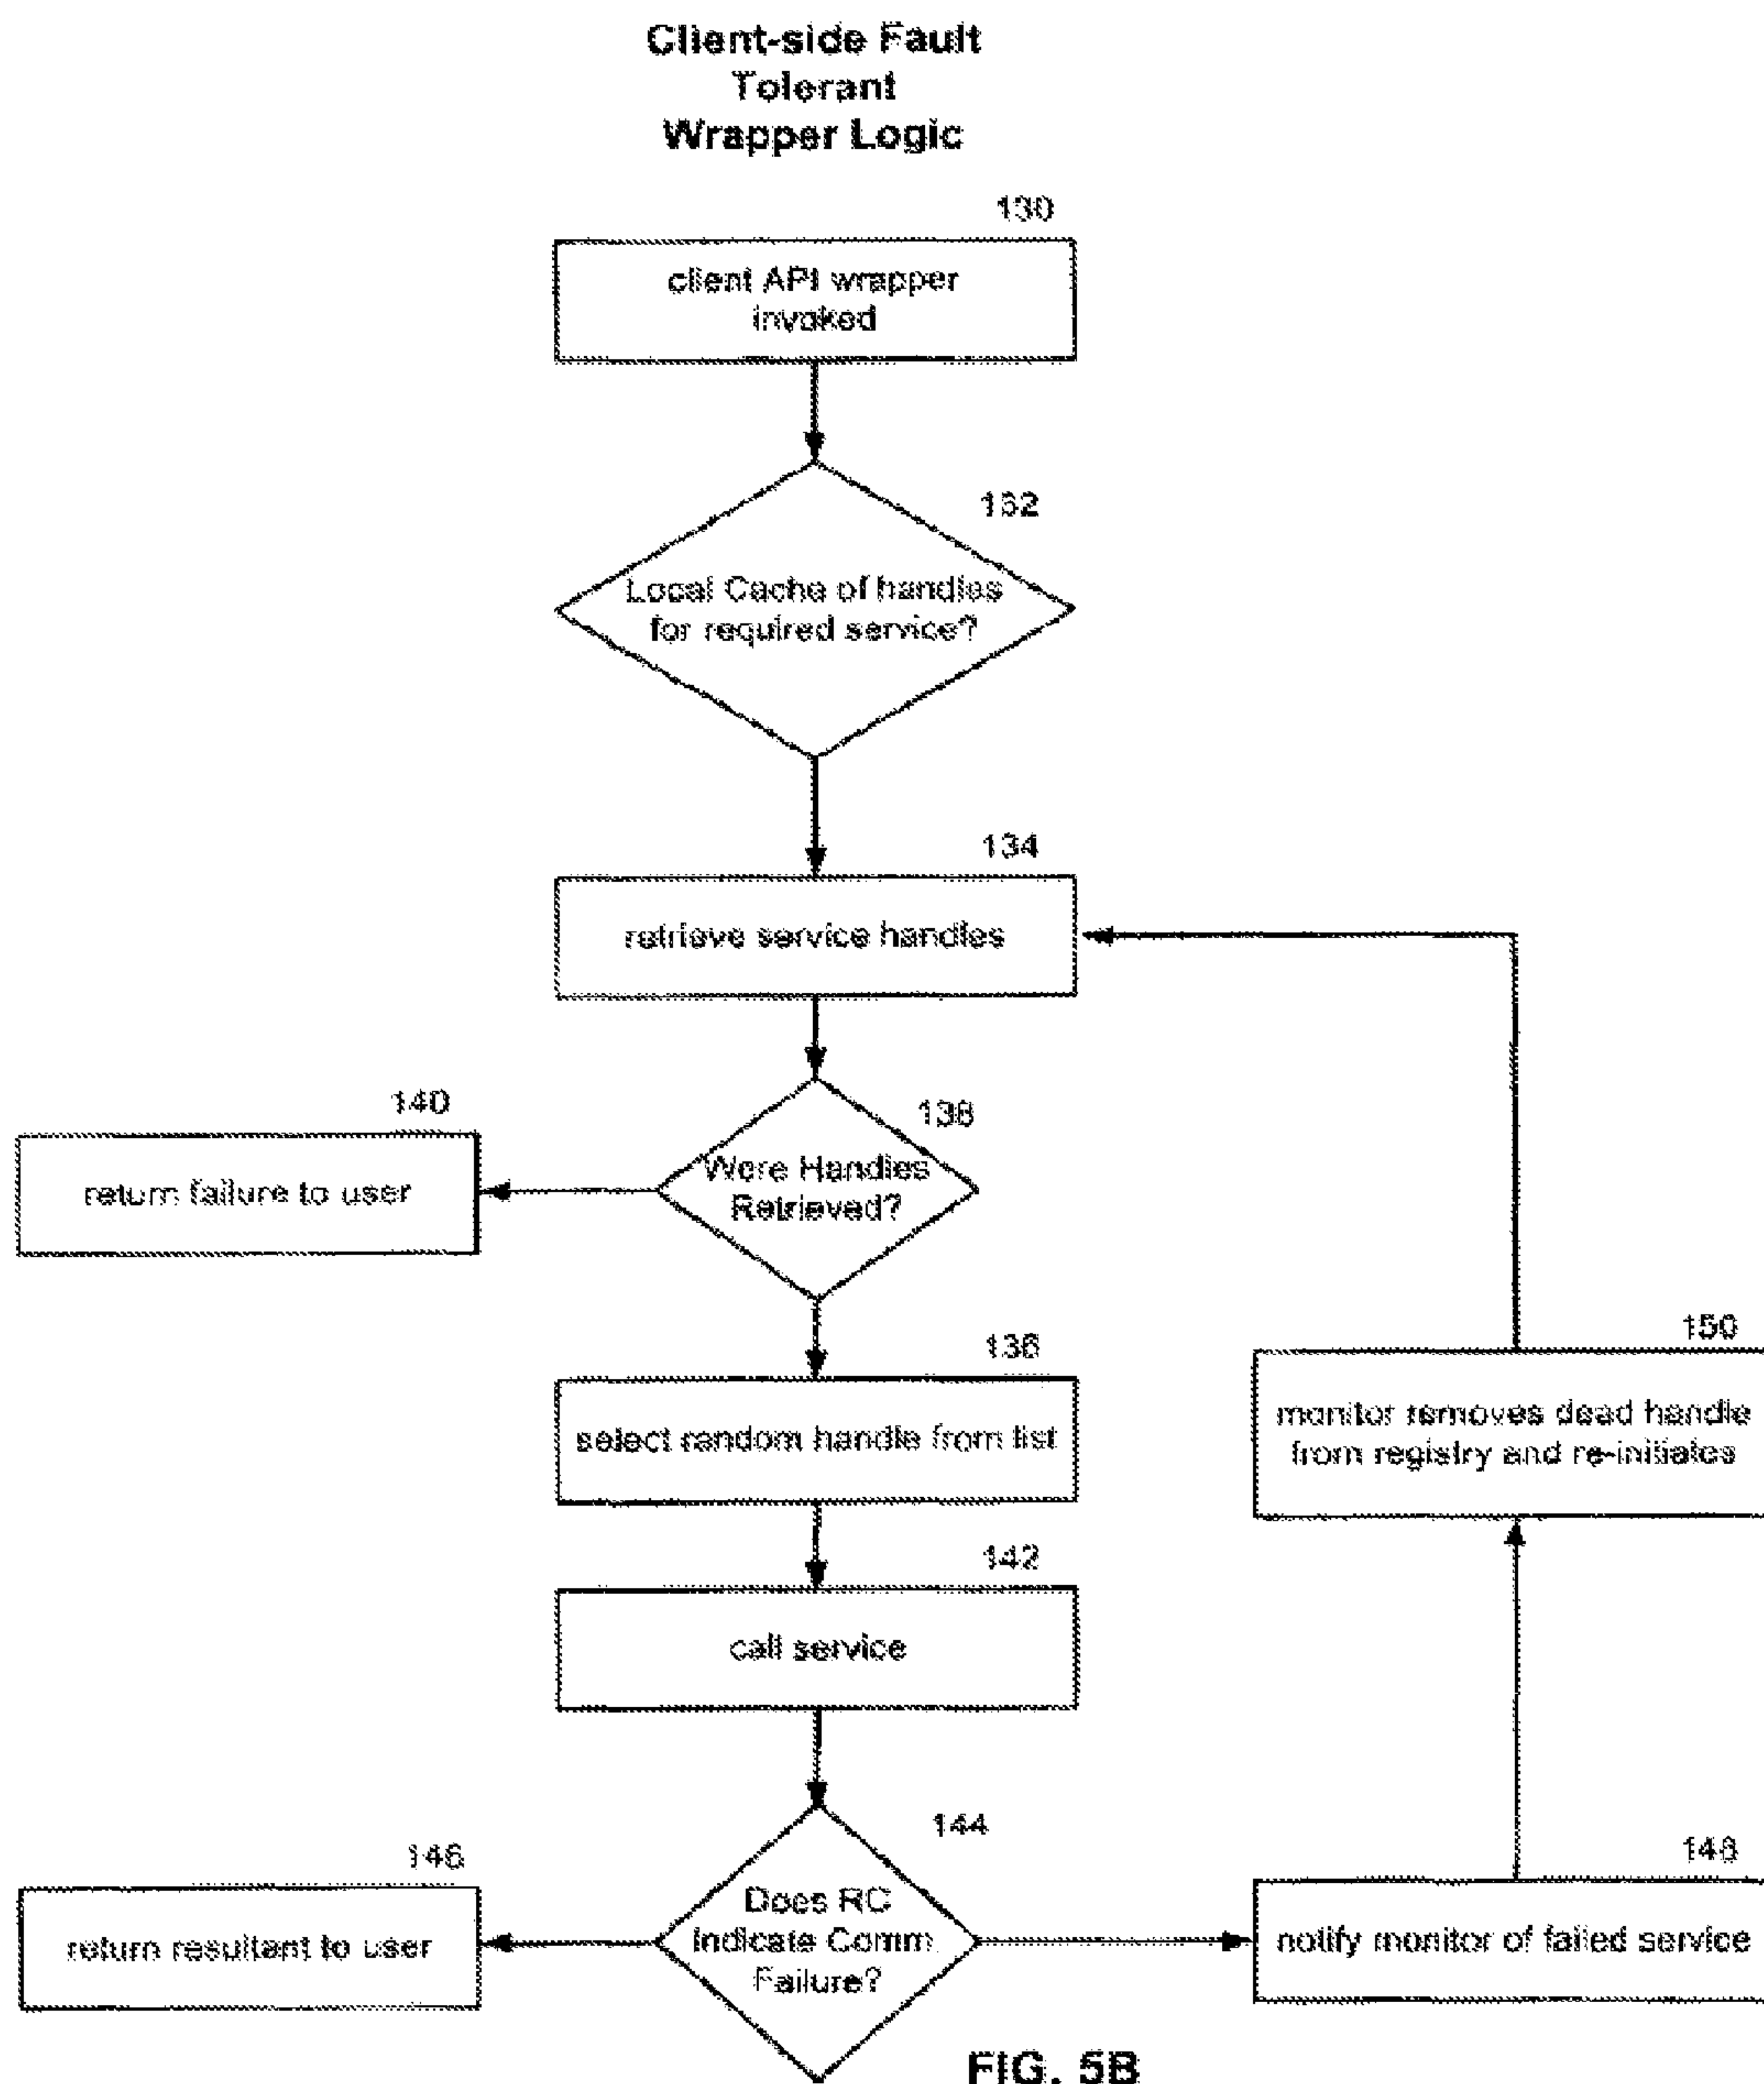 Client-side Fault
Tolerant
Wrapper Logic
130
client API wrapper
invoked
132
Local Cache of handles
for required service?
134
retrieve service handles
140
138
return failure to user
Were Handles
Retrieved?
136
select random handle from list
150
monitor removes dead handle
from registry and re-initiates
142
call service
144
146
148
Does RC
Indicate Comm.
Failure?
return resultant to user
notify monitor of failed service
FIG. 5B